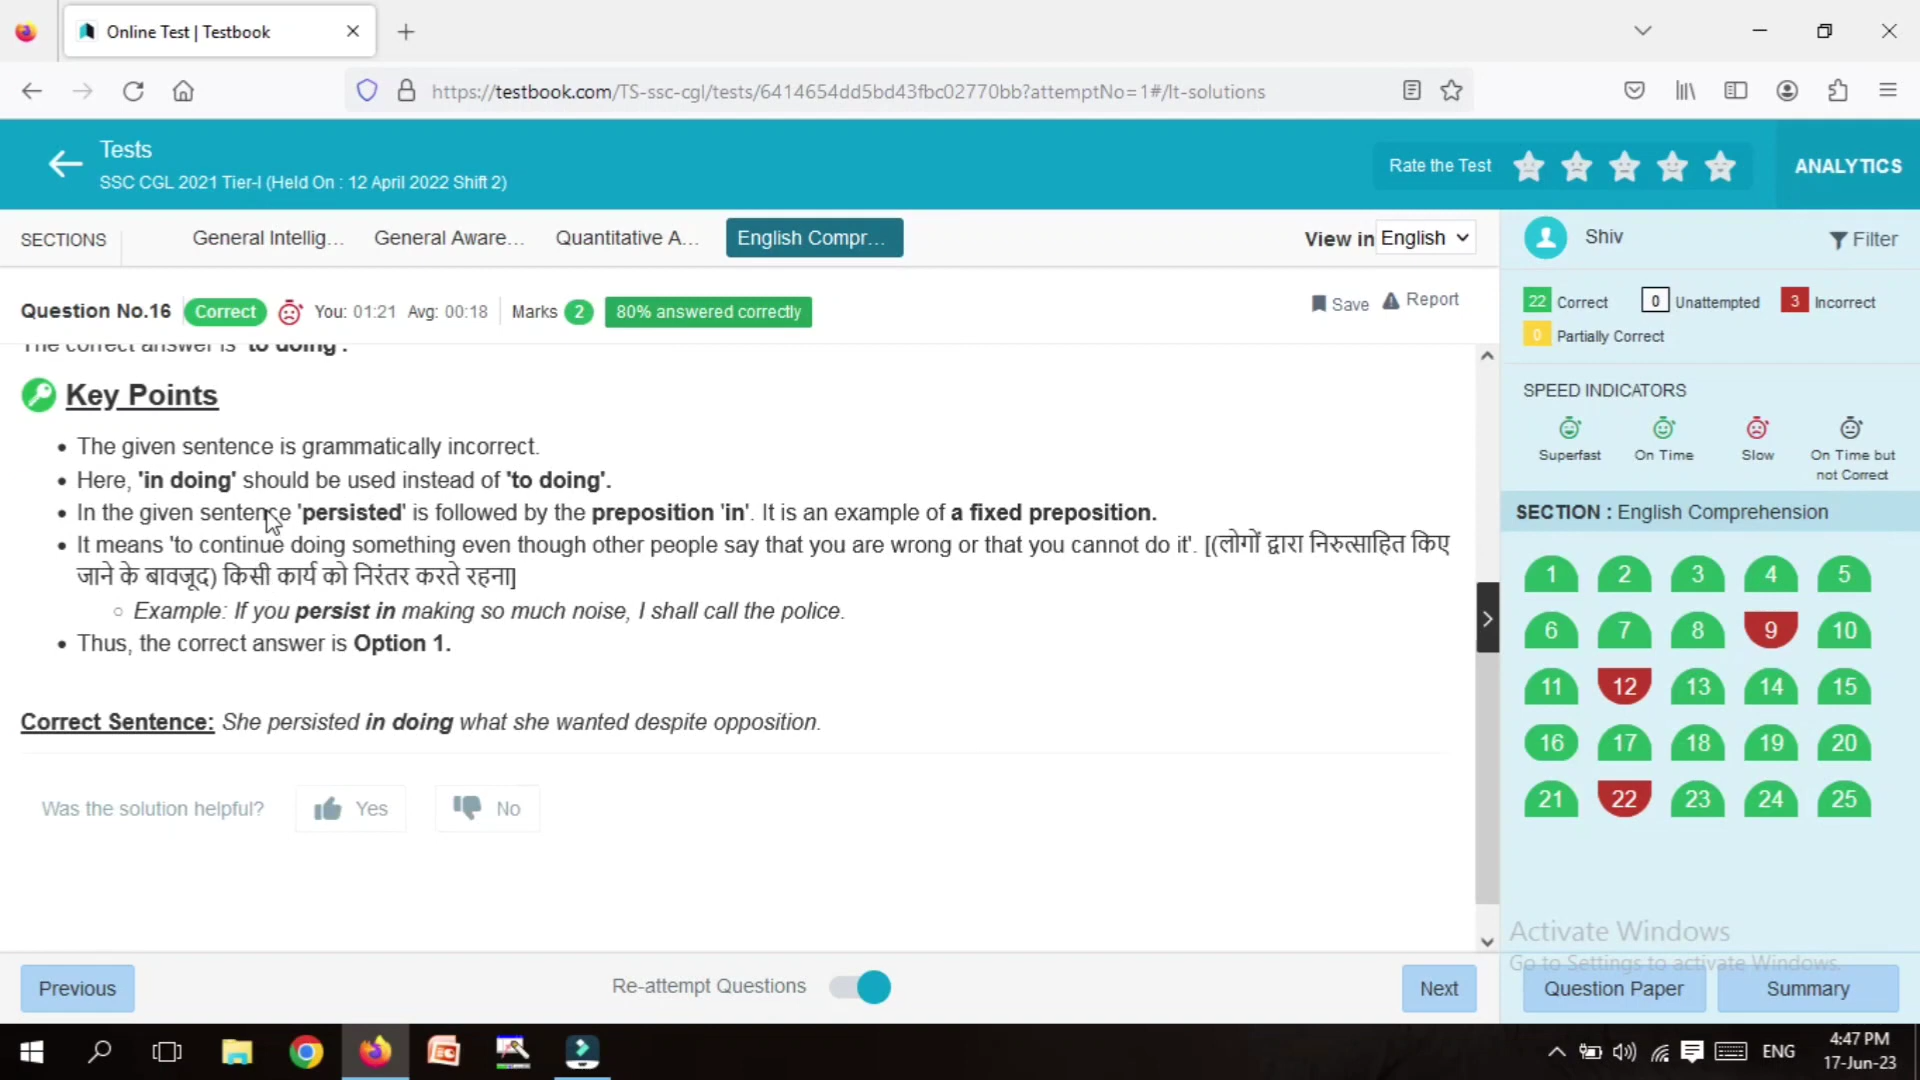 Online Test | Testbook
https://testbook.com/TS-ssc-cgl/tests/6414654dd5bd43fbc02770bb?attemptNo=1#/lt-solutions
Tests
SSC CGL 2021 Tier-I (Held On : 12 April 2022 Shift 2)
Rate the Test
ANALYTICS
SECTIONS
General Intellig...
General Aware...
Quantitative A...
English Compr...
View in English
Shiv
Filter
Question No.16
Correct
You: 01:21 Avg: 00:18
Marks 2
80% answered correctly
Save
Report
22 Correct
0 Unattempted
3 Incorrect
0 Partially Correct
The correct answer is 'to doing'.
Key Points
• The given sentence is grammatically incorrect.
• Here, 'in doing' should be used instead of 'to doing'.
• In the given sentence 'persisted' is followed by the preposition 'in'. It is an example of a fixed preposition.
• It means 'to continue doing something even though other people say that you are wrong or that you cannot do it'. [(लोगों द्वारा निरुत्साहित किए
जाने के बावजूद) किसी कार्य को निरंतर करते रहना]
○ Example: If you persist in making so much noise, I shall call the police.
• Thus, the correct answer is Option 1.
Correct Sentence: She persisted in doing what she wanted despite opposition.
Was the solution helpful?
Yes
No
SPEED INDICATORS
Superfast
On Time
Slow
On Time but
not Correct
SECTION : English Comprehension
1 2 3 4 5
6 7 8 9 10
11 12 13 14 15
16 17 18 19 20
21 22 23 24 25
Activate Windows
Go to Settings to activate Windows.
Previous
Re-attempt Questions
Next
Question Paper
Summary
ENG
4:47 PM
17-Jun-23